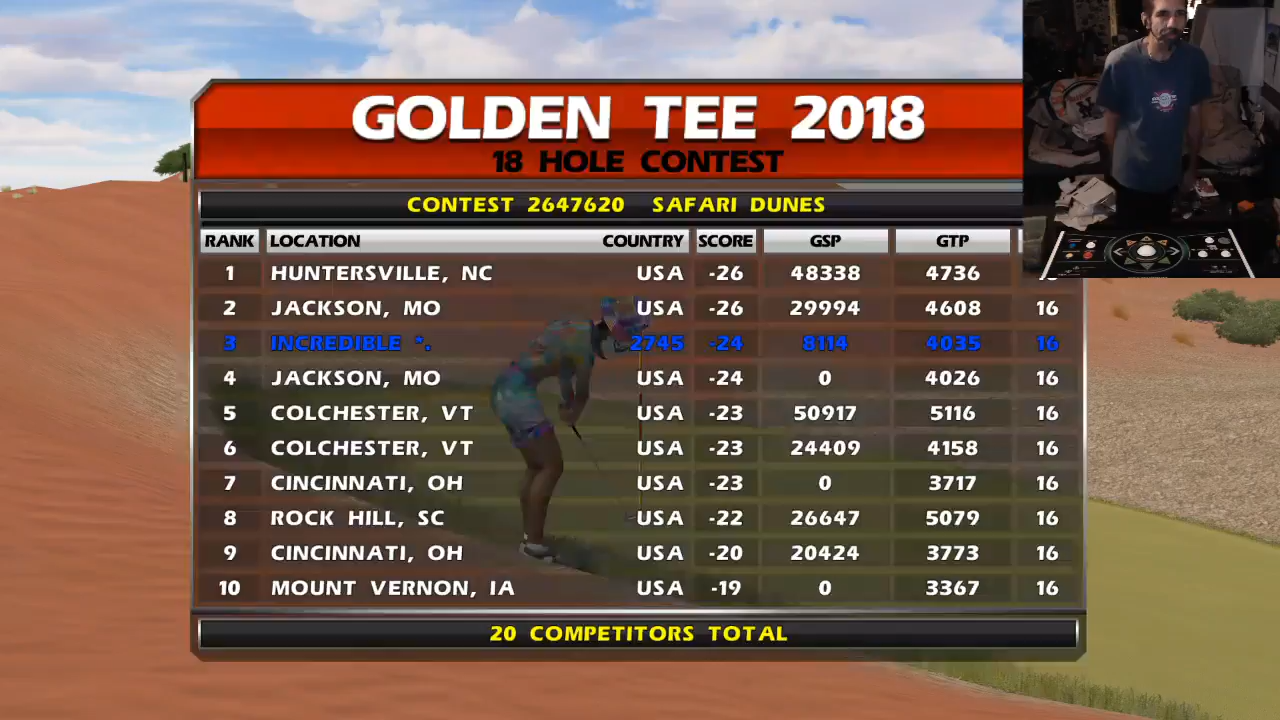 GOLDEN TEE 2018
18 HOLE CONTEST
CONTEST 2647620 SAFARI DUNES
RANK LOCATION COUNTRY SCORE GSP GTP
1 HUNTERSVILLE, NC USA -26 48338 4736
2 JACKSON, MO USA -26 29994 4608 16
3 INCREDIBLE *. 2745 -24 8114 4035 16
4 JACKSON, MO USA -24 0 4026 16
5 COLCHESTER, VT USA -23 50917 5116 16
6 COLCHESTER, VT USA -23 24409 4158 16
7 CINCINNATI, OH USA -23 0 3717 16
8 ROCK HILL, SC USA -22 26647 5079 16
9 CINCINNATI, OH USA -20 20424 3773 16
10 MOUNT VERNON, IA USA -19 0 3367 16
20 COMPETITORS TOTAL